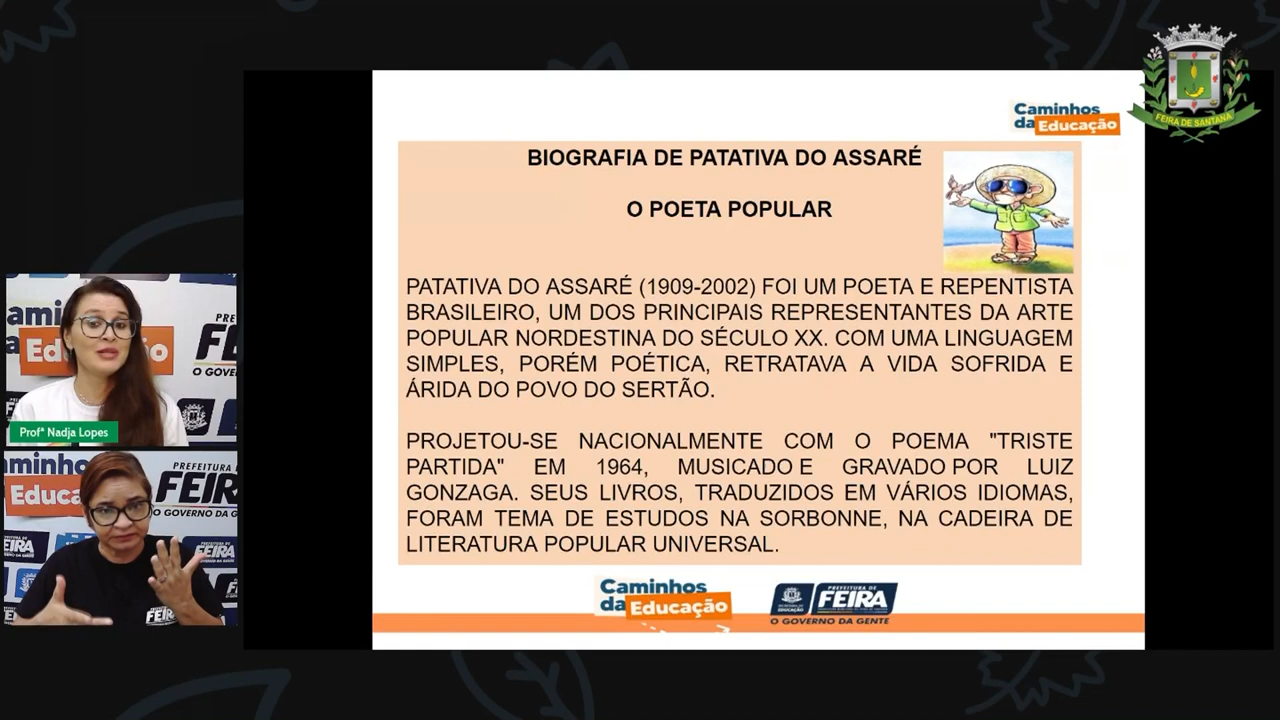 FEIRA DE SANTANA
Caminhos
da Educação
BIOGRAFIA DE PATATIVA DO ASSARÉ
O POETA POPULAR
PATATIVA DO ASSARÉ (1909-2002) FOI UM POETA E REPENTISTA
BRASILEIRO, UM DOS PRINCIPAIS REPRESENTANTES DA ARTE
POPULAR NORDESTINA DO SÉCULO XX. COM UMA LINGUAGEM
SIMPLES, PORÉM POÉTICA, RETRATAVA A VIDA SOFRIDA E
ÁRIDA DO POVO DO SERTÃO.
PROJETOU-SE NACIONALMENTE COM O POEMA "TRISTE
PARTIDA" EM 1964, MUSICADO E GRAVADO POR LUIZ
GONZAGA. SEUS LIVROS, TRADUZIDOS EM VÁRIOS IDIOMAS,
FORAM TEMA DE ESTUDOS NA SORBONNE, NA CADEIRA DE
LITERATURA POPULAR UNIVERSAL.
Caminhos
da Educação
PREFEITURA DE
FEIRA
O GOVERNO DA GENTE
Profª Nadja Lopes
PREFEITURA DE
FEIRA
O GOVERNO DA GENTE